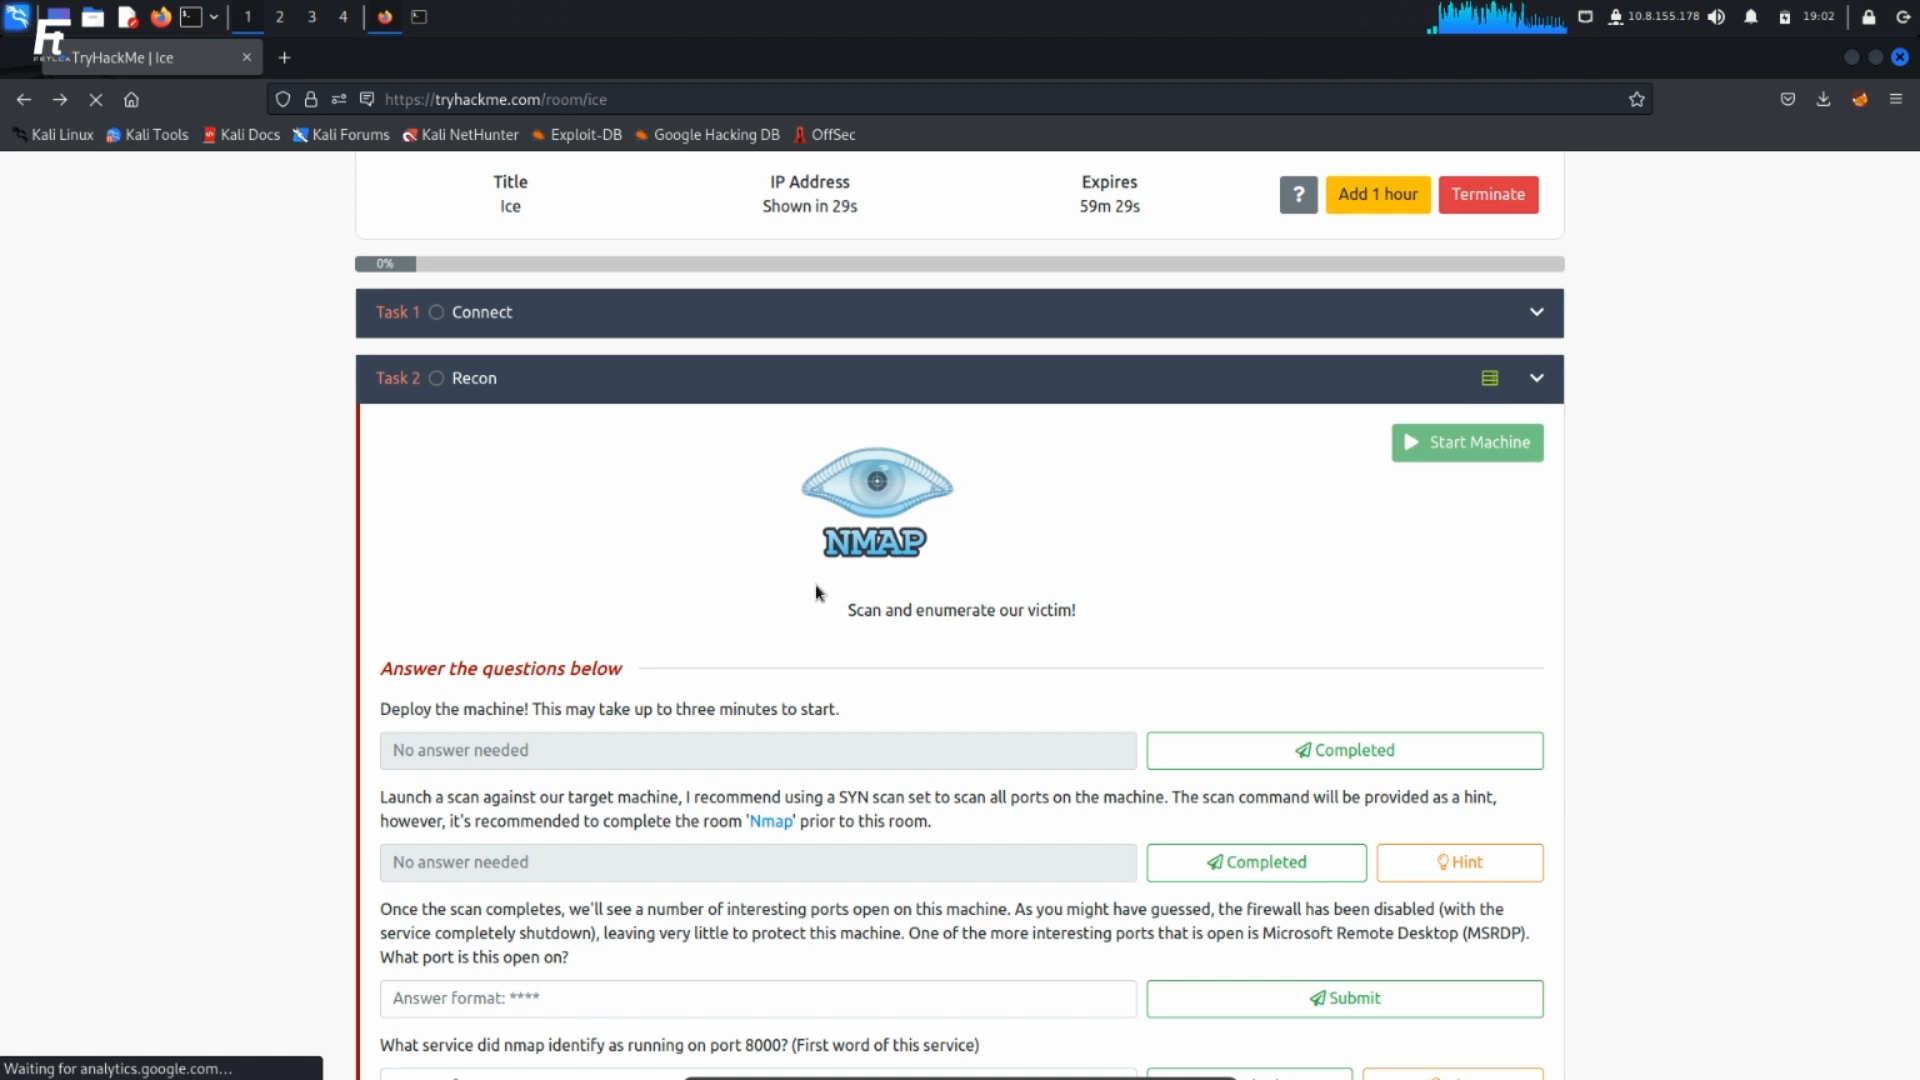 1 2 3 4
10.8.155.178
19:02
Ft
TryHackMe | Ice
https://tryhackme.com/room/ice
Kali Linux Kali Tools Kali Docs Kali Forums Kali NetHunter Exploit-DB Google Hacking DB OffSec
Title IP Address Expires
Ice Shown in 29s 59m 29s
? Add 1 hour Terminate
0%
Task 1 Connect
Task 2 Recon
Start Machine
NMAP
Scan and enumerate our victim!
Answer the questions below
Deploy the machine! This may take up to three minutes to start.
No answer needed Completed
Launch a scan against our target machine, I recommend using a SYN scan set to scan all ports on the machine. The scan command will be provided as a hint,
however, it's recommended to complete the room 'Nmap' prior to this room.
No answer needed Completed Hint
Once the scan completes, we'll see a number of interesting ports open on this machine. As you might have guessed, the firewall has been disabled (with the
service completely shutdown), leaving very little to protect this machine. One of the more interesting ports that is open is Microsoft Remote Desktop (MSRDP).
What port is this open on?
Answer format: **** Submit
What service did nmap identify as running on port 8000? (First word of this service)
Waiting for analytics.google.com...